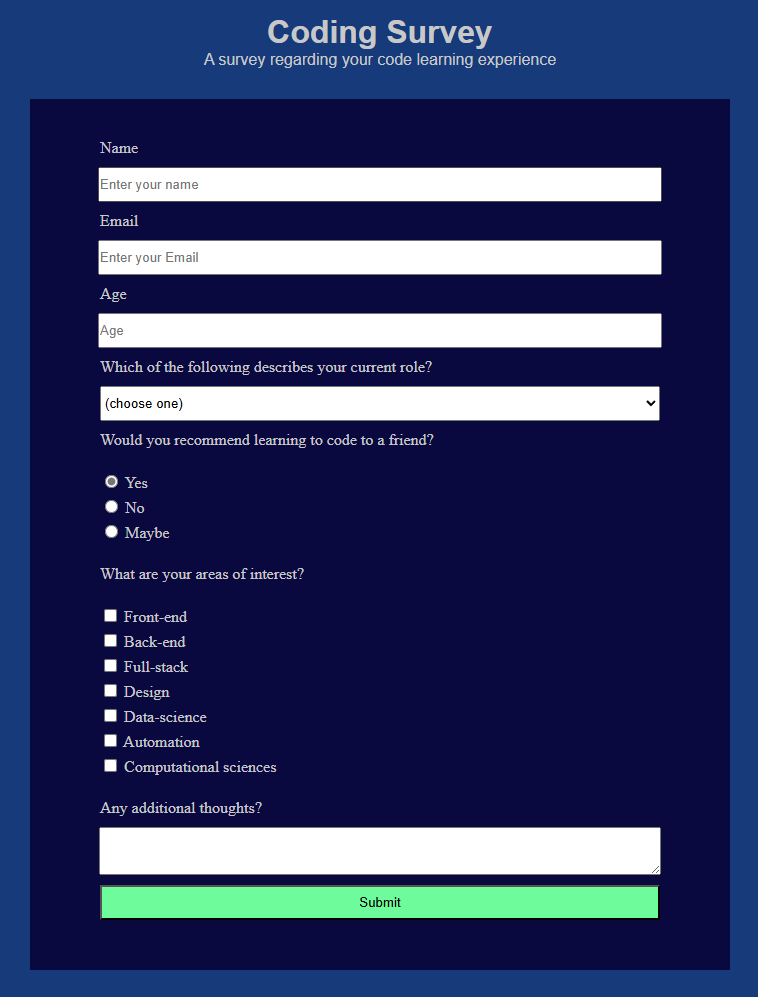 Coding Survey
A survey regarding your code learning experience
Name
Enter your name
Email
Enter your Email
Age
Age
Which of the following describes your current role?
(choose one)
Would you recommend learning to code to a friend?
Yes
No
Maybe
What are your areas of interest?
Front-end
Back-end
Full-stack
Design
Data-science
Automation
Computational sciences
Any additional thoughts?
Submit